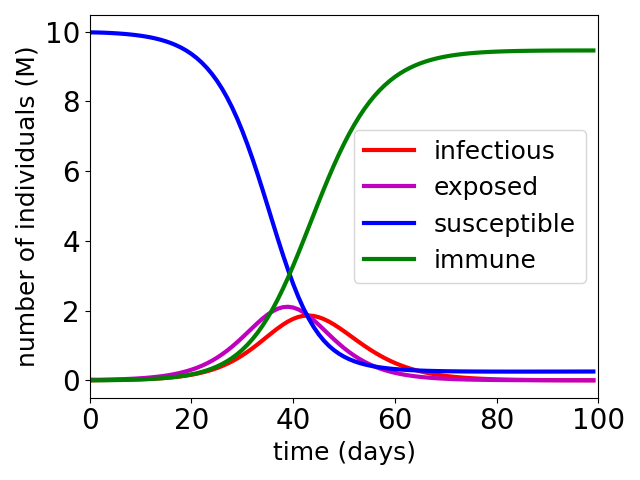 number of individuals (M)
10
8
6
4
2
0
infectious
exposed
susceptible
immune
0 20 40 60 80 100
time (days)